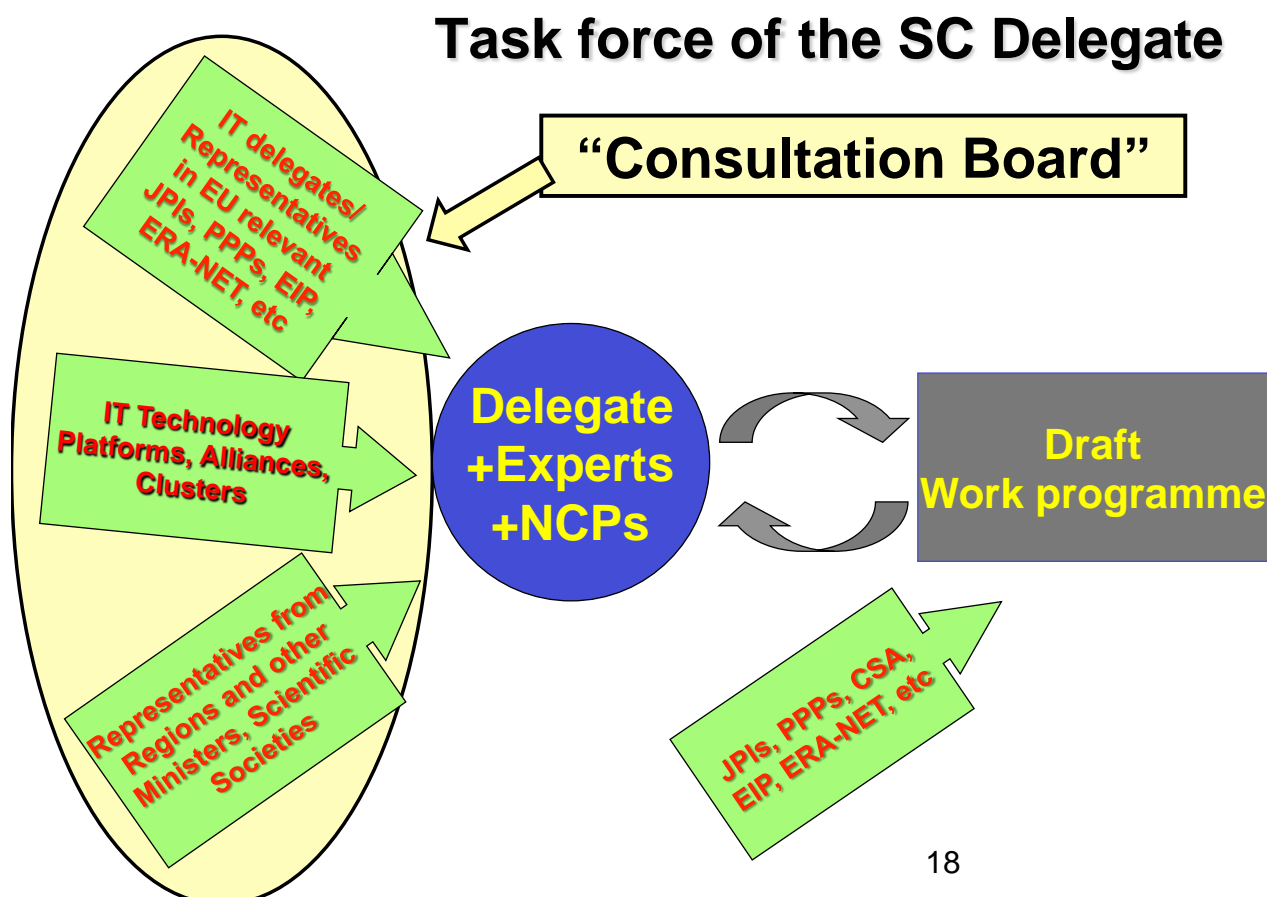 Task force of the SC Delegate
“Consultation Board”
IT delegates/
Representatives
in EU relevant
JPIs, PPPs, EIP,
ERA-NET, etc
IT Technology
Platforms, Alliances,
Clusters
Representatives from
Regions and other
Ministers, Scientific
Societies
Delegate
+Experts
+NCPs
Draft
Work programme
JPIs, PPPs, CSA,
EIP, ERA-NET, etc
18